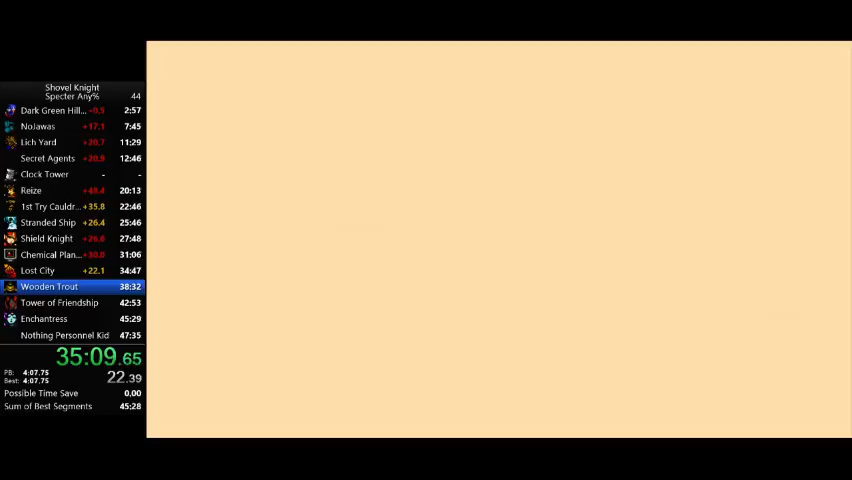 Shovel Knight
Specter Any% 44
Dark Green Hill... -0.5 2:57
NoJawas +17.1 7:45
Lich Yard +20.7 11:29
Secret Agents +20.9 12:46
Clock Tower - -
Reize +48.4 20:13
1st Try Cauldr... +35.8 22:46
Stranded Ship +26.4 25:46
Shield Knight +26.6 27:48
Chemical Plan... +30.0 31:06
Lost City +22.1 34:47
Wooden Trout 38:32
Tower of Friendship 42:53
Enchantress 45:29
Nothing Personnel Kid 47:35
35:09.65
PB: 4:07.75
Best: 4:07.75
22.39
Possible Time Save 0.00
Sum of Best Segments 45:28